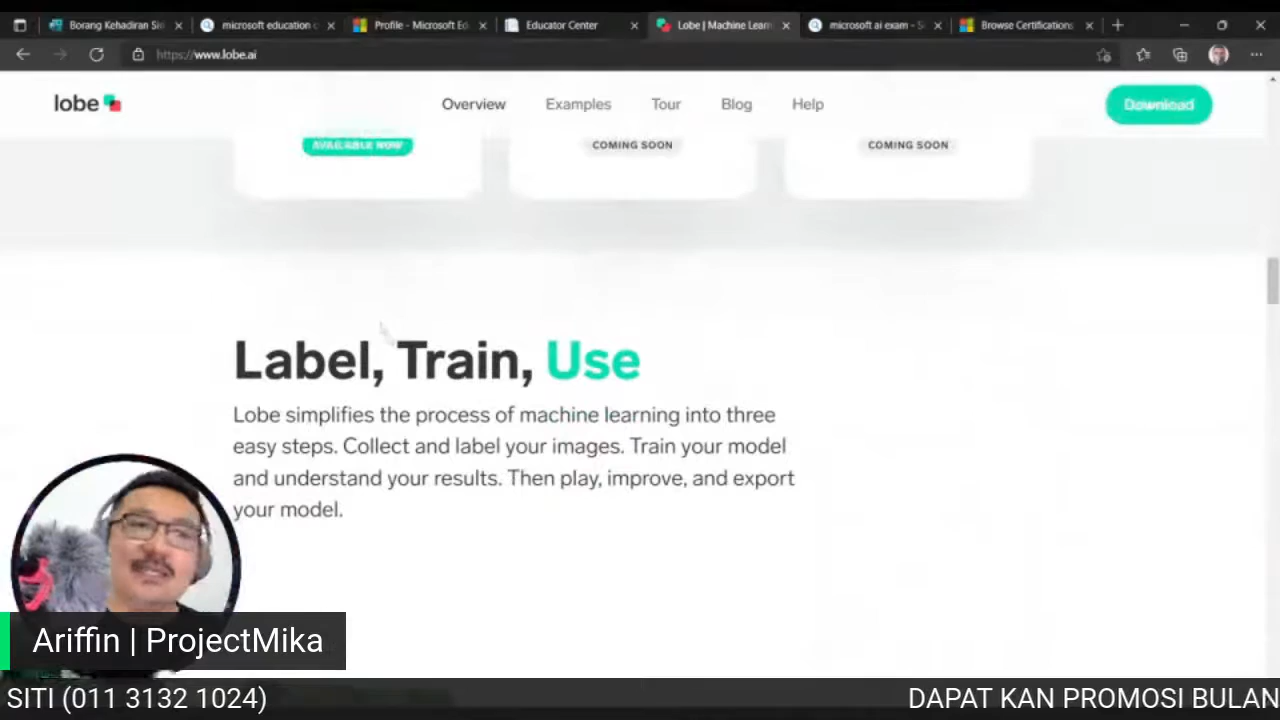 Borang Kehadiran Sid
microsoft education c
Profile - Microsoft Ed
Educator Center
Lobe | Machine Learn
microsoft ai exam - S
Browse Certifications
https://www.lobe.ai
lobe
Overview
Examples
Tour
Blog
Help
Download
AVAILABLE NOW
COMING SOON
COMING SOON
Label, Train, Use
Lobe simplifies the process of machine learning into three
easy steps. Collect and label your images. Train your model
and understand your results. Then play, improve, and export
your model.
Ariffin | ProjectMika
SITI (011 3132 1024)
DAPAT KAN PROMOSI BULAN